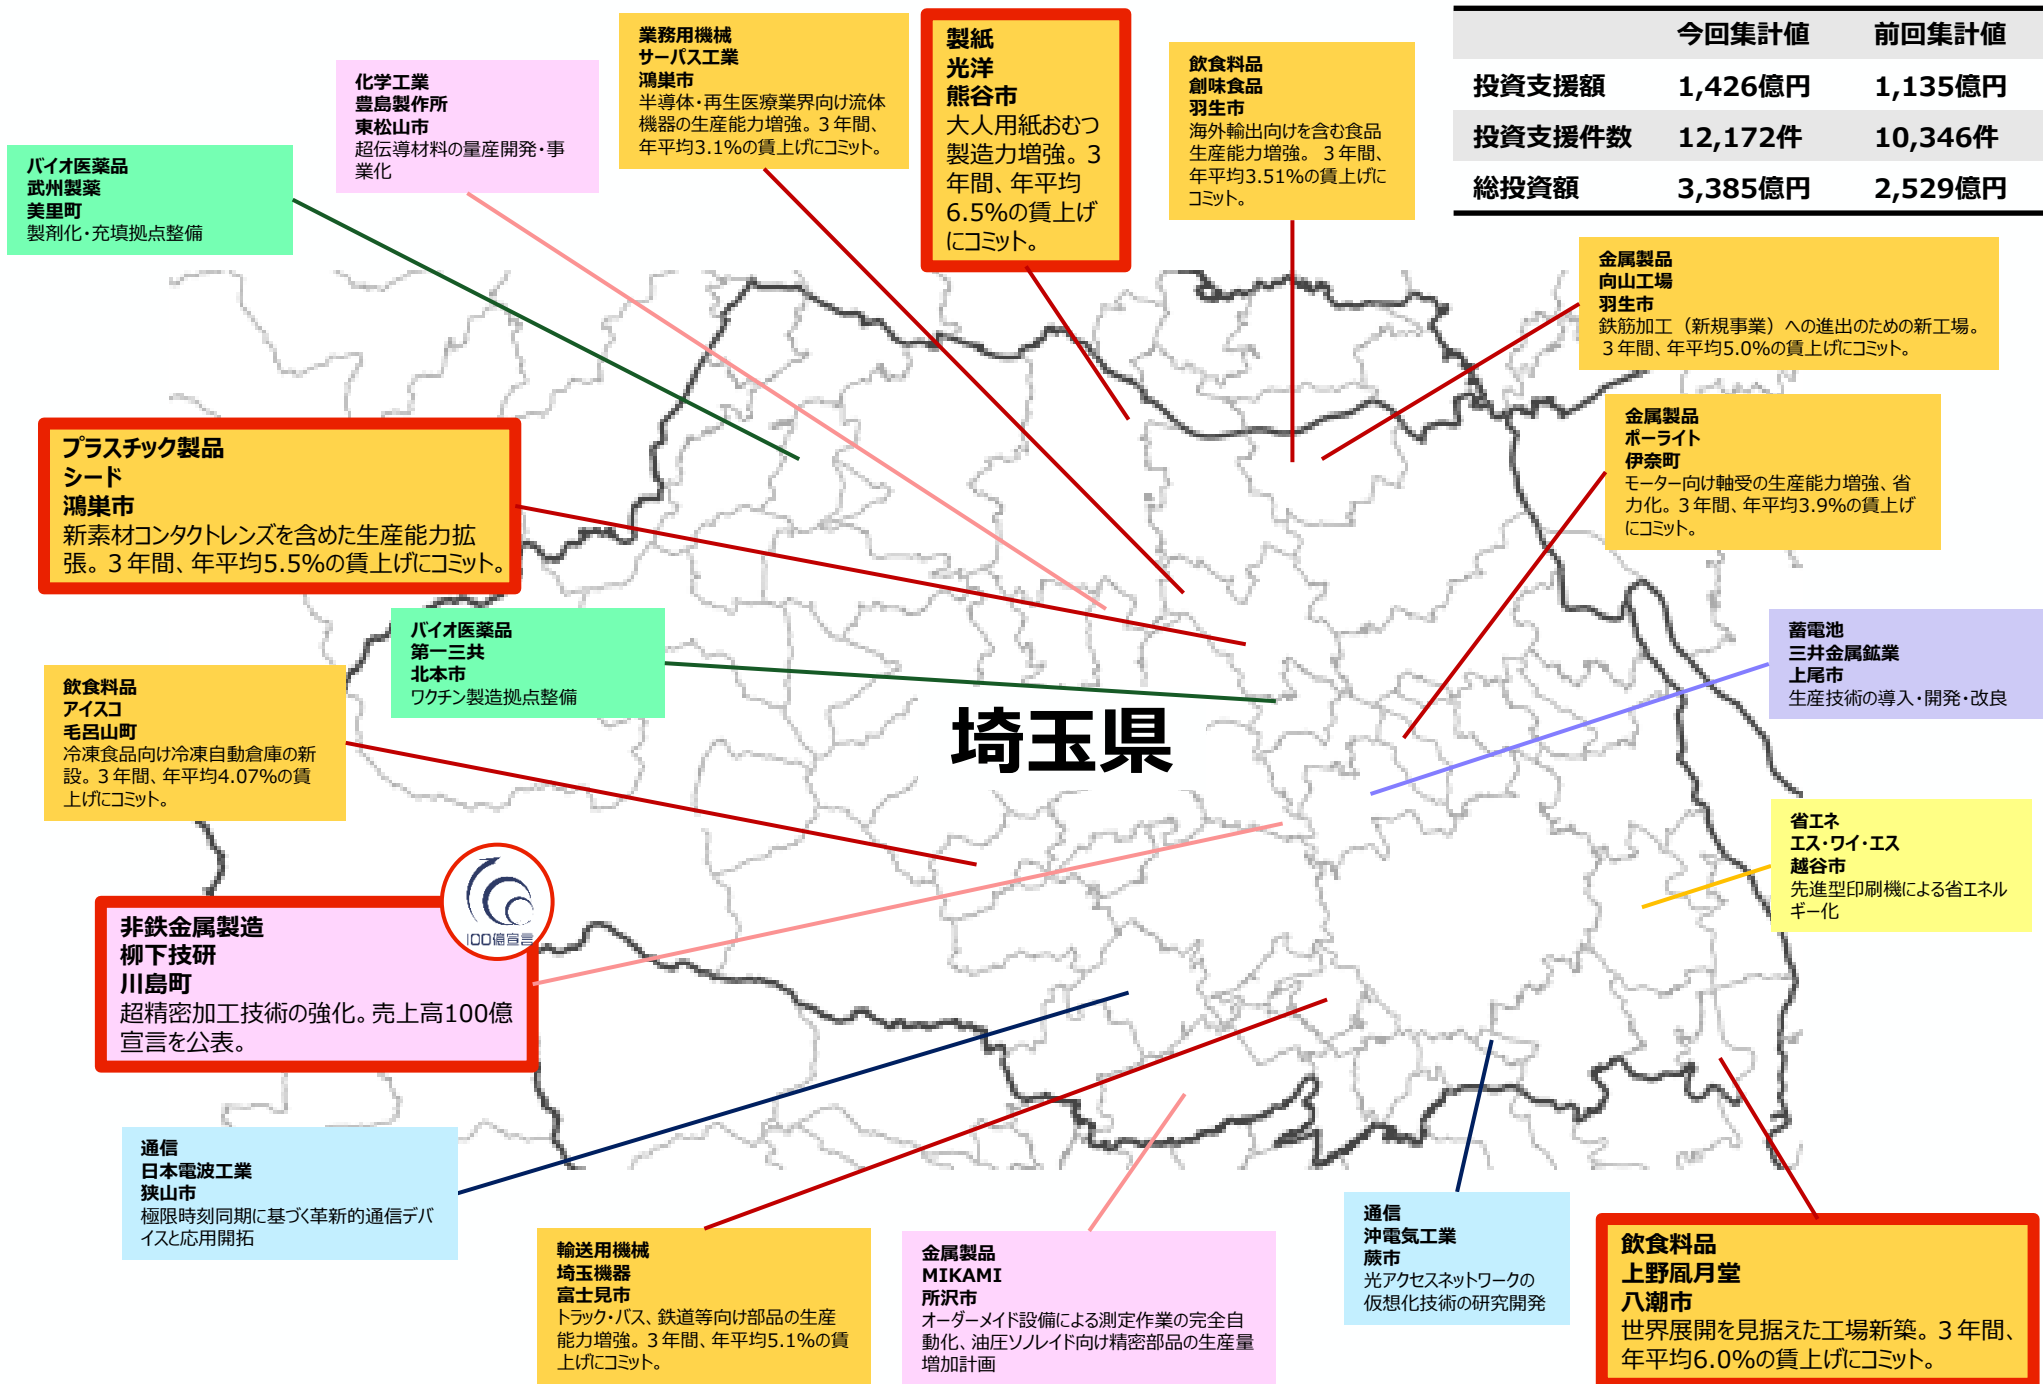 今回集計値 前回集計値
投資支援額 1,426億円 1,135億円
投資支援件数 12,172件 10,346件
総投資額 3,385億円 2,529億円
業務用機械
サーパス工業
鴻巣市
半導体・再生医療業界向け流体
機器の生産能力増強。３年間、
年平均3.1%の賃上げにコミット。
製紙
光洋
熊谷市
大人用紙おむつ
製造力増強。３
年間、年平均
6.5%の賃上げ
にコミット。
飲食料品
創味食品
羽生市
海外輸出向けを含む食品
生産能力増強。３年間、
年平均3.51%の賃上げに
コミット。
化学工業
豊島製作所
東松山市
超伝導材料の量産開発・事
業化
バイオ医薬品
武州製薬
美里町
製剤化・充填拠点整備
金属製品
向山工場
羽生市
鉄筋加工（新規事業）への進出のための新工場。
３年間、年平均5.0%の賃上げにコミット。
プラスチック製品
シード
鴻巣市
新素材コンタクトレンズを含めた生産能力拡
張。３年間、年平均5.5%の賃上げにコミット。
金属製品
ポーライト
伊奈町
モーター向け軸受の生産能力増強、省
力化。３年間、年平均3.9%の賃上げ
にコミット。
バイオ医薬品
第一三共
北本市
ワクチン製造拠点整備
蓄電池
三井金属鉱業
上尾市
生産技術の導入・開発・改良
飲食料品
アイスコ
毛呂山町
冷凍食品向け冷凍自動倉庫の新
設。３年間、年平均4.07%の賃
上げにコミット。
埼玉県
省エネ
エス・ワイ・エス
越谷市
先進型印刷機による省エネル
ギー化
100億宣言
非鉄金属製造
柳下技研
川島町
超精密加工技術の強化。売上高100億
宣言を公表。
通信
日本電波工業
狭山市
極限時刻同期に基づく革新的通信デバ
イスと応用開拓
輸送用機械
埼玉機器
富士見市
トラック・バス、鉄道等向け部品の生産
能力増強。３年間、年平均5.1%の賃
上げにコミット。
金属製品
MIKAMI
所沢市
オーダーメイド設備による測定作業の完全自
動化、油圧ソノレイド向け精密部品の生産量
増加計画
通信
沖電気工業
蕨市
光アクセスネットワークの
仮想化技術の研究開発
飲食料品
上野凮月堂
八潮市
世界展開を見据えた工場新築。３年間、
年平均6.0%の賃上げにコミット。